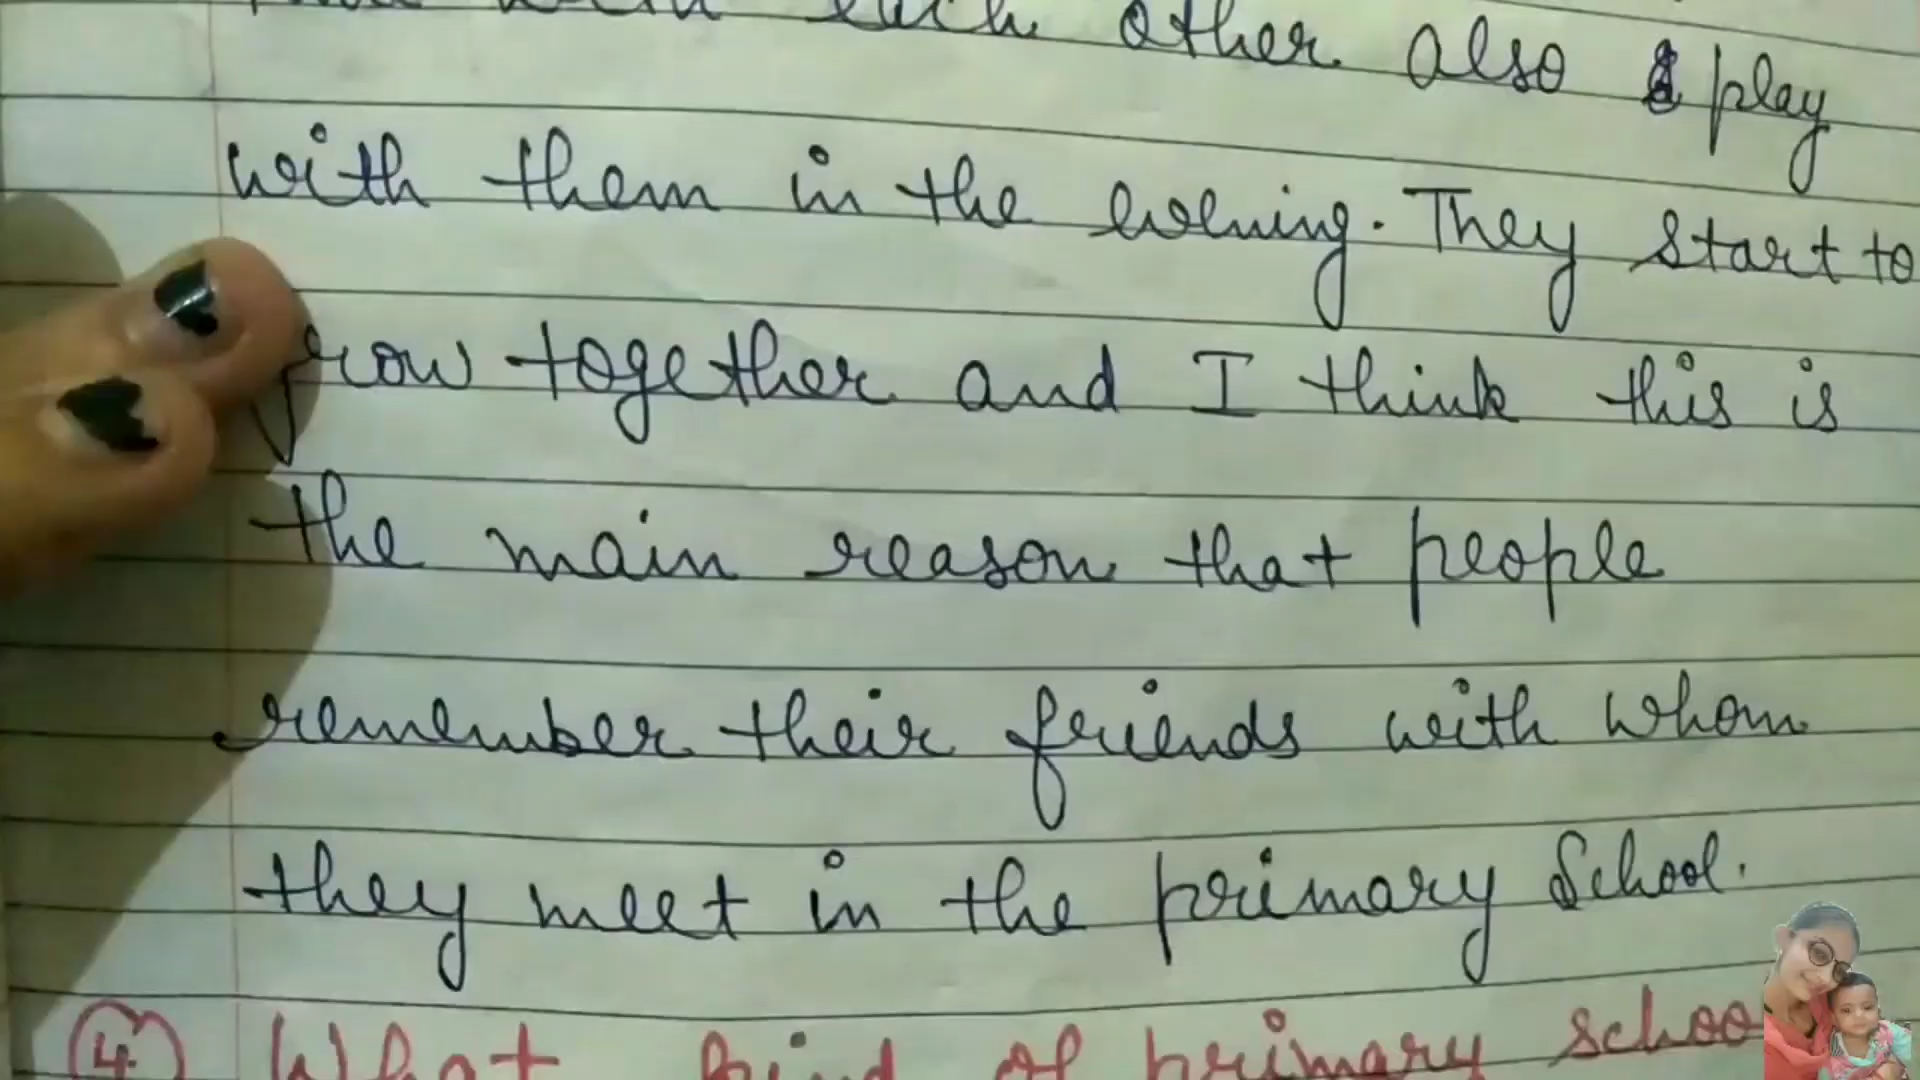 each other also play
with them in the evening. They start to
grow together and I think this is
the main reason that people
remember their friends with whom
they meet in the primary School.
4 What kind of primary schoo